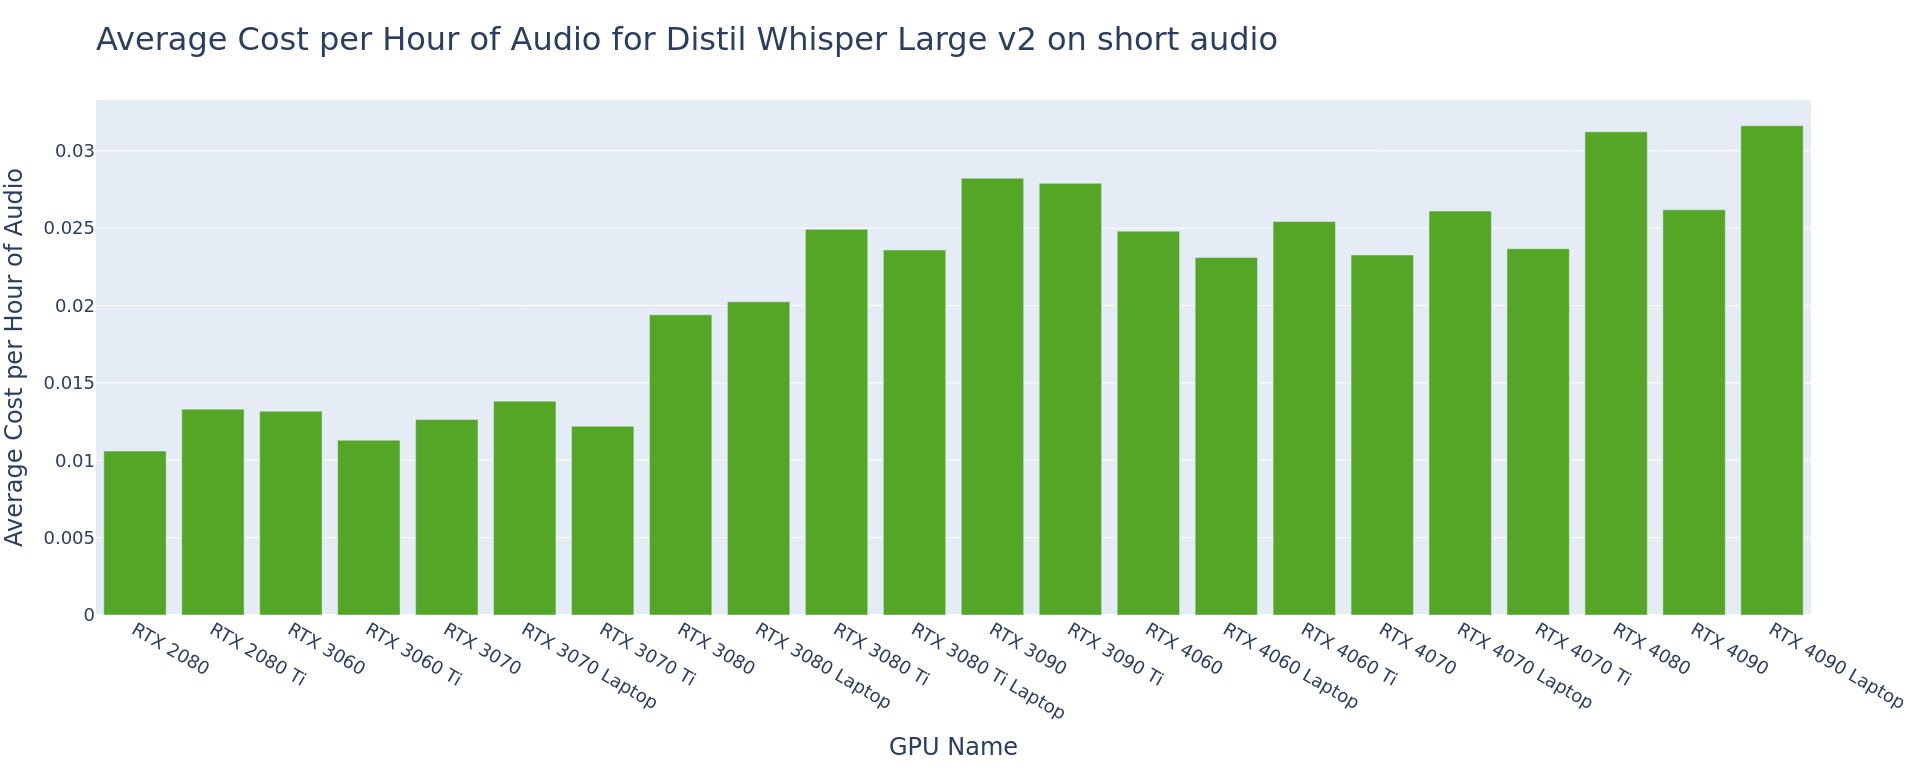 Average Cost per Hour of Audio for Distil Whisper Large v2 on short audio
Average Cost per Hour of Audio
0.03
0.025
0.02
0.015
0.01
0.005
0
RTX 2080
RTX 2080 Ti
RTX 3060
RTX 3060 Ti
RTX 3070
RTX 3070 Laptop
RTX 3070 Ti
RTX 3080
RTX 3080 Laptop
RTX 3080 Ti
RTX 3080 Ti Laptop
RTX 3090
RTX 3090 Ti
RTX 4060
RTX 4060 Laptop
RTX 4060 Ti
RTX 4070
RTX 4070 Laptop
RTX 4070 Ti
RTX 4080
RTX 4090
RTX 4090 Laptop
GPU Name